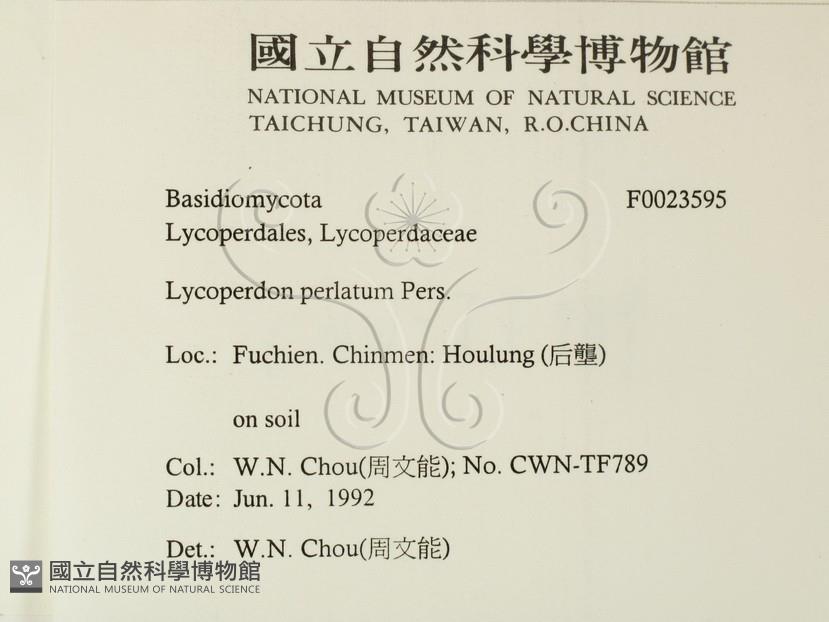 國立自然科學博物館
NATIONAL MUSEUM OF NATURAL SCIENCE
TAICHUNG, TAIWAN, R.O.CHINA
Basidiomycota F0023595
Lycoperdales, Lycoperdaceae
Lycoperdon perlatum Pers.
Loc.: Fuchien. Chinmen: Houlung (后壟)
on soil
Col.: W.N. Chou(周文能); No. CWN-TF789
Date: Jun. 11, 1992
Det.: W.N. Chou(周文能)
國立自然科學博物館
NATIONAL MUSEUM OF NATURAL SCIENCE